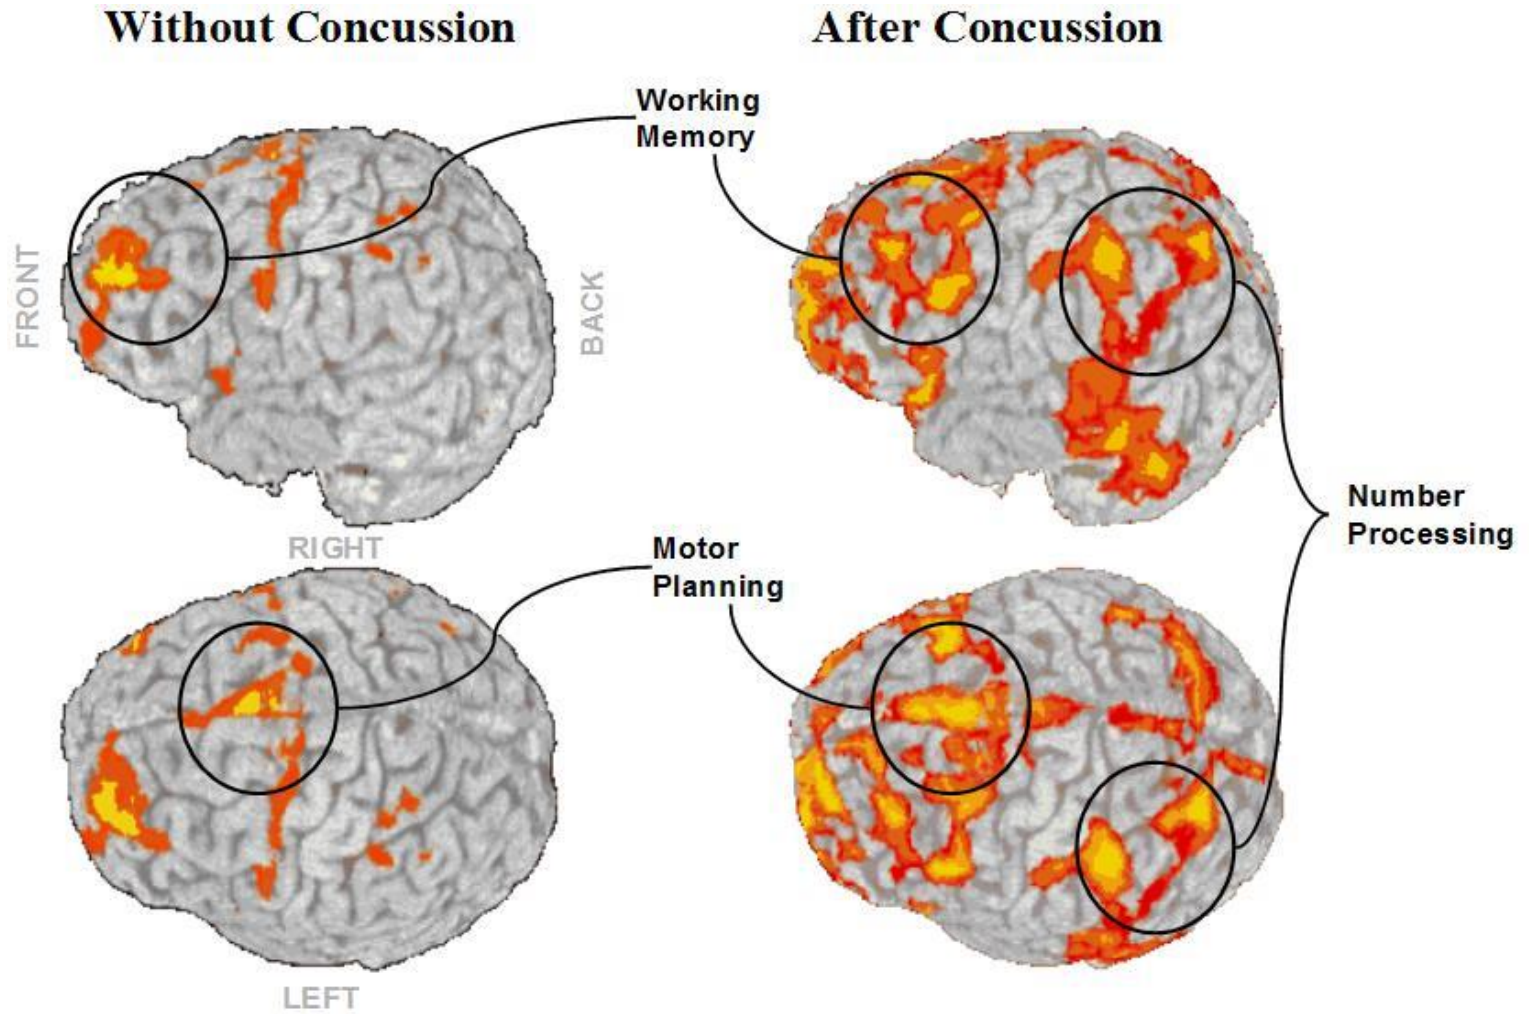 Without Concussion
After Concussion
Working
Memory
FRONT
BACK
Number
Processing
RIGHT
Motor
Planning
LEFT